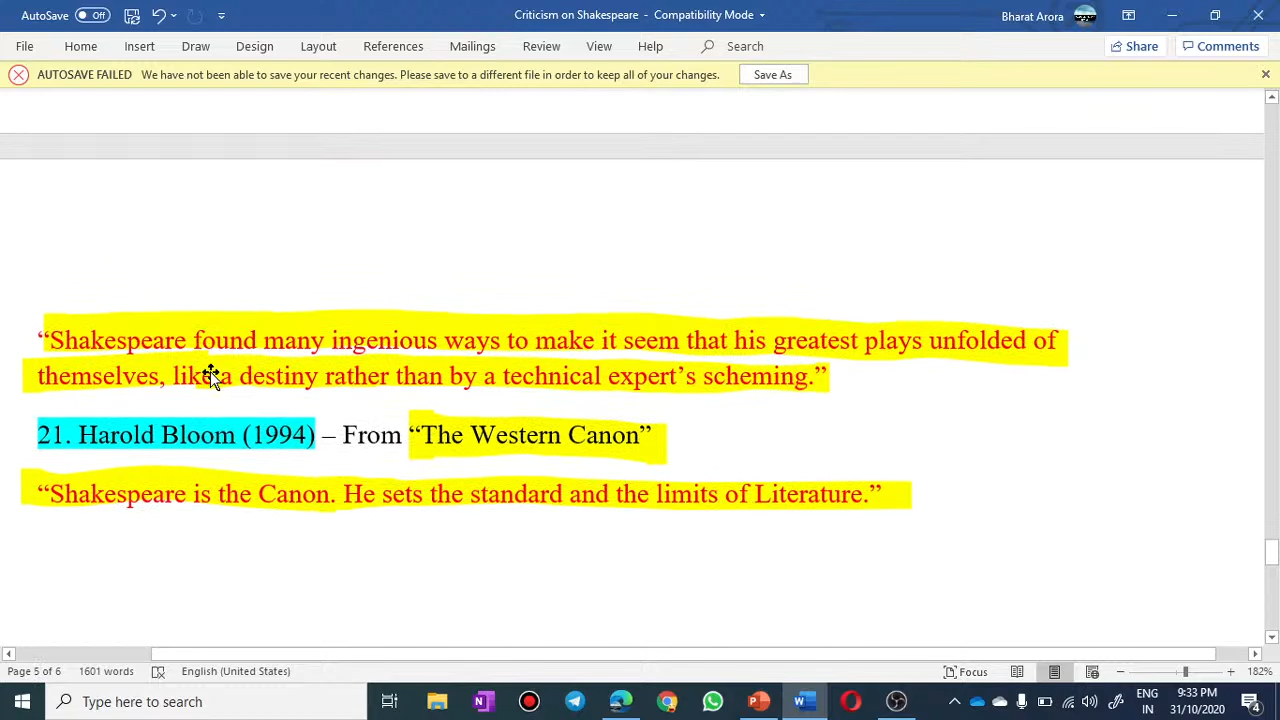 AutoSave Off
Criticism on Shakespeare - Compatibility Mode
Bharat Arora
File Home Insert Draw Design Layout References Mailings Review View Help Search Share Comments
AUTOSAVE FAILED We have not been able to save your recent changes. Please save to a different file in order to keep all of your changes. Save As
“Shakespeare found many ingenious ways to make it seem that his greatest plays unfolded of
themselves, like a destiny rather than by a technical expert’s scheming.”
21. Harold Bloom (1994) – From “The Western Canon”
“Shakespeare is the Canon. He sets the standard and the limits of Literature.”
Page 5 of 6 1601 words English (United States) Focus 182%
Type here to search
ENG
IN
9:33 PM
31/10/2020
4